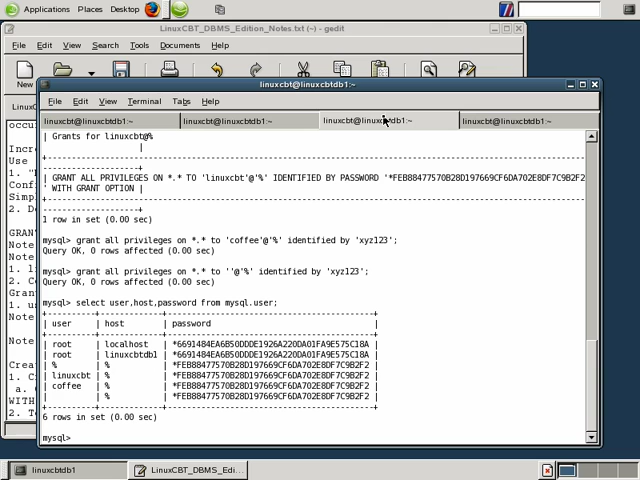 Applications Places Desktop
LinuxCBT_DBMS_Edition_Notes.txt (~) - gedit
File Edit View Search Tools Documents Help
New
linuxcbt@linuxcbtdb1:~
File Edit View Terminal Tabs Help
linuxcbt@linuxcbtdb1:~ linuxcbt@linuxcbtdb1:~ linuxcbt@linuxcbtdb1:~ linuxcbt@linuxcbtdb1:~
| Grants for linuxcbt@%
|
+--------------------
--------------------+
| GRANT ALL PRIVILEGES ON *.* TO 'linuxcbt'@'%' IDENTIFIED BY PASSWORD '*FEB88477570B28D197669CF6DA702E8DF7C9B2F2
' WITH GRANT OPTION |
1 row in set (0.00 sec)
mysql> grant all privileges on *.* to 'coffee'@'%' identified by 'xyz123';
Query OK, 0 rows affected (0.00 sec)
mysql> grant all privileges on *.* to ''@'%' identified by 'xyz123';
Query OK, 0 rows affected (0.00 sec)
mysql> select user,host,password from mysql.user;
| user | host | password |
| root | localhost | *6691484EA6B50DDDE1926A220DA01FA9E575C18A |
| root | linuxcbtdb1 | *6691484EA6B50DDDE1926A220DA01FA9E575C18A |
| % | % | *FEB88477570B28D197669CF6DA702E8DF7C9B2F2 |
| linuxcbt | % | *FEB88477570B28D197669CF6DA702E8DF7C9B2F2 |
| coffee | % | *FEB88477570B28D197669CF6DA702E8DF7C9B2F2 |
| | % | *FEB88477570B28D197669CF6DA702E8DF7C9B2F2 |
6 rows in set (0.00 sec)
mysql>
linuxcbtdb1 LinuxCBT_DBMS_Edi...